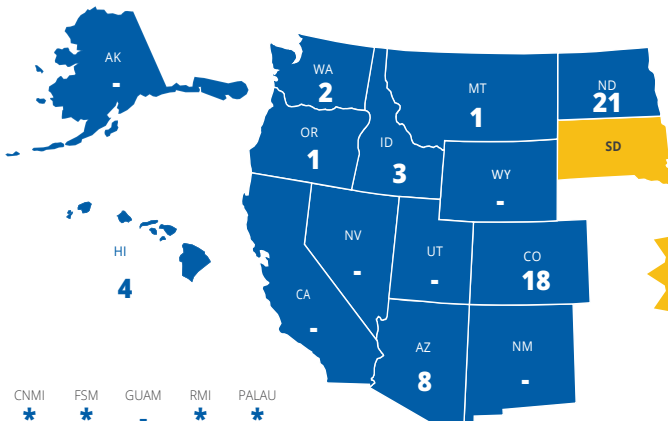 AK
-
WA
2
MT
1
ND
21
OR
1
ID
3
SD
WY
-
HI
4
NV
-
UT
-
CO
18
CA
-
AZ
8
NM
-
CNMI FSM GUAM RMI PALAU
* * - * *